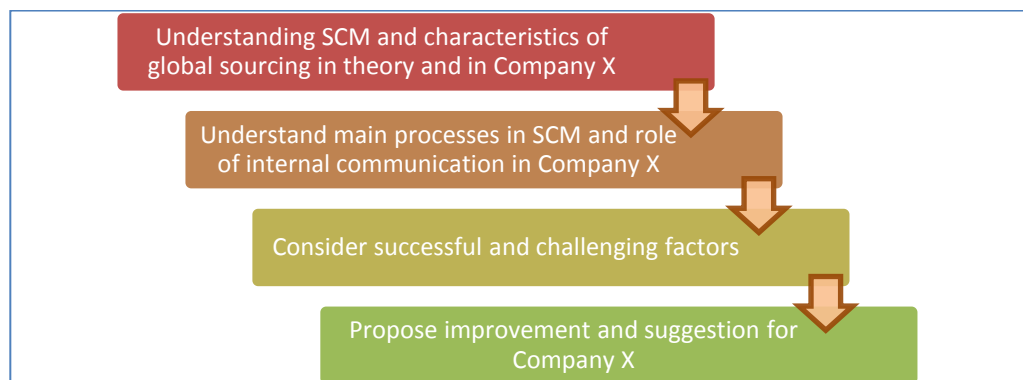 Understanding SCM and characteristics of
global sourcing in theory and in Company X
Understand main processes in SCM and role
of internal communication in Company X
Consider successful and challenging factors
Propose improvement and suggestion for
Company X